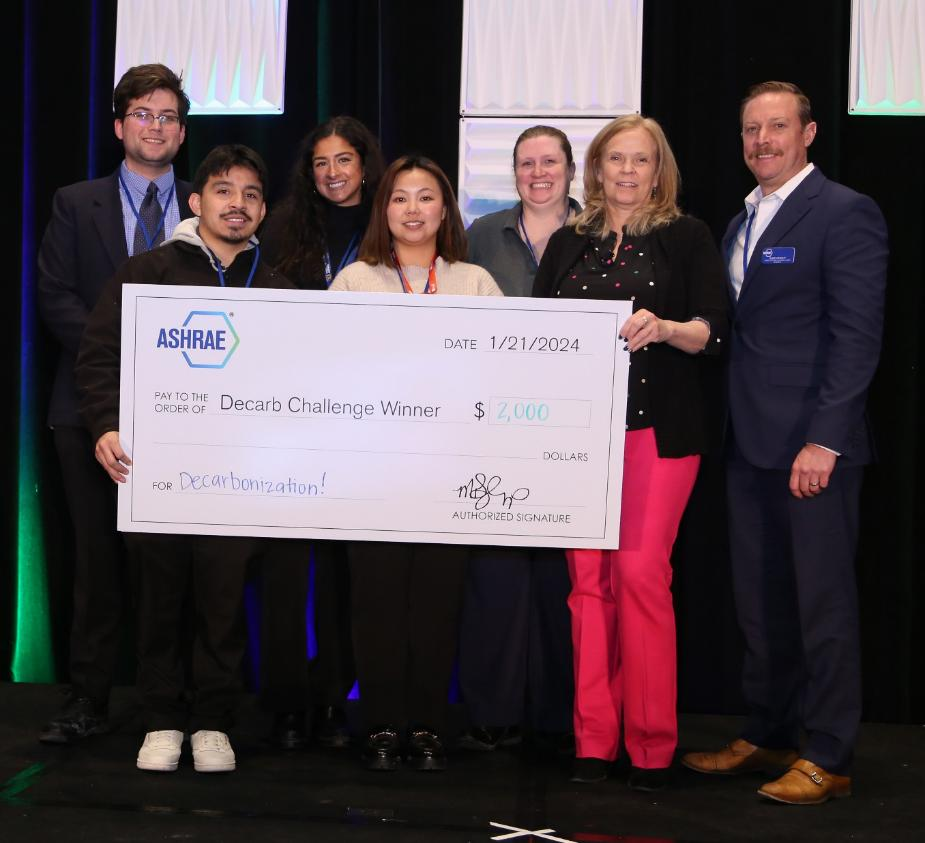 ASHRAE®
DATE 1/21/2024
PAY TO THE
ORDER OF Decarb Challenge Winner $ 2,000
DOLLARS
FOR Decarbonization!
AUTHORIZED SIGNATURE